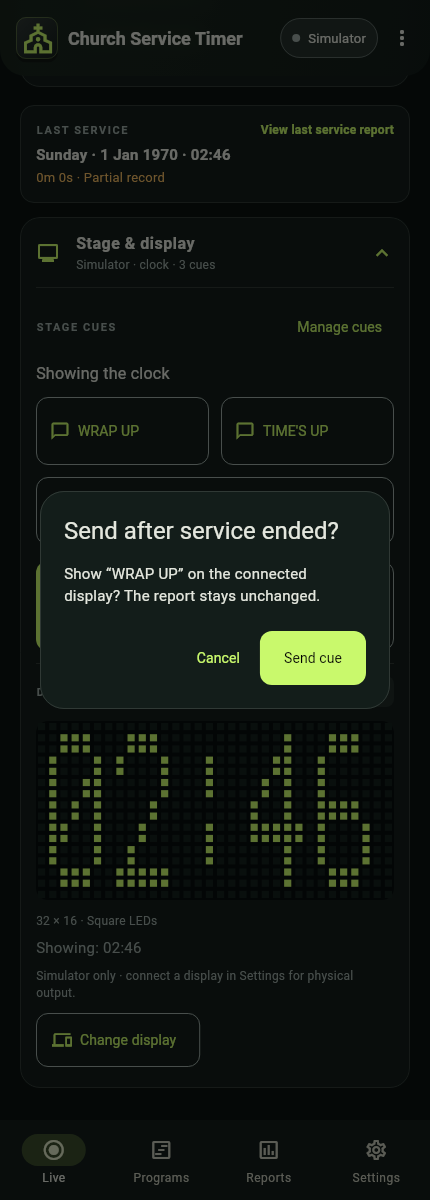 Church Service Timer
Simulator
LAST SERVICE
View last service report
Sunday · 1 Jan 1970 · 02:46
0m 0s · Partial record
Stage & display
Simulator · clock · 3 cues
STAGE CUES
Manage cues
Showing the clock
WRAP UP
TIME'S UP
Send after service ended?
Show “WRAP UP” on the connected
display? The report stays unchanged.
Cancel
Send cue
02:46
32 × 16 · Square LEDs
Showing: 02:46
Simulator only · connect a display in Settings for physical
output.
Change display
Live
Programs
Reports
Settings